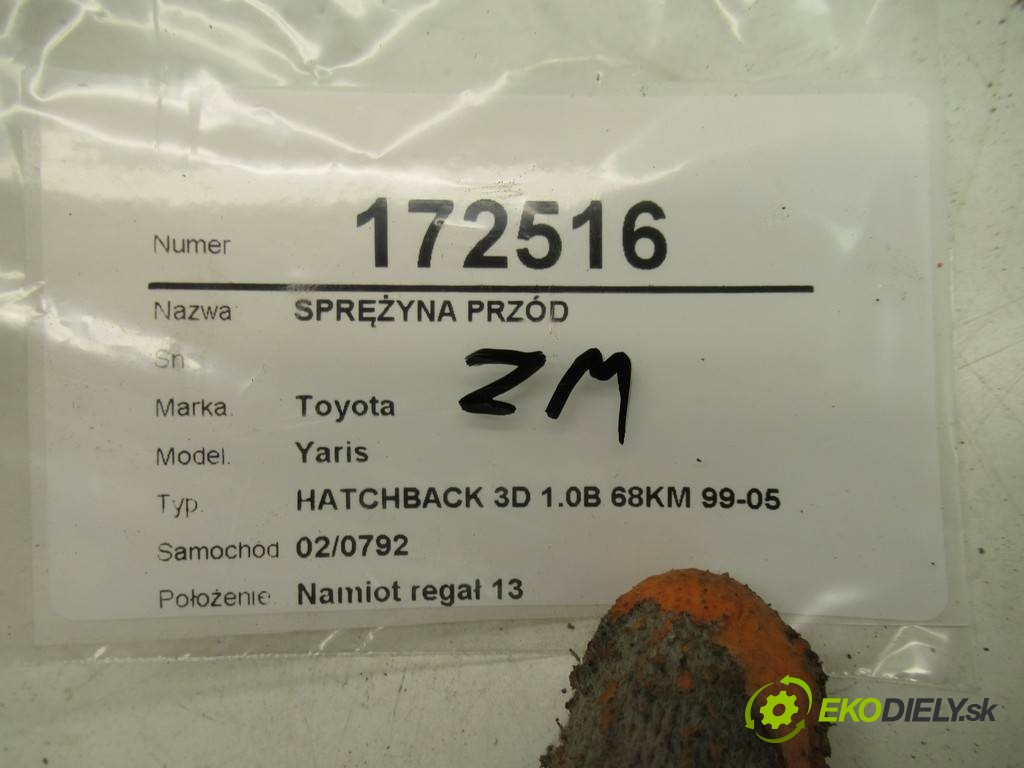 Numer 172516
Nazwa SPRĘŻYNA PRZÓD
Sn
ZM
Marka. Toyota
Model. Yaris
Typ. HATCHBACK 3D 1.0B 68KM 99-05
Samochód 02/0792
Położenie. Namiot regał 13
EKODIELY.sk